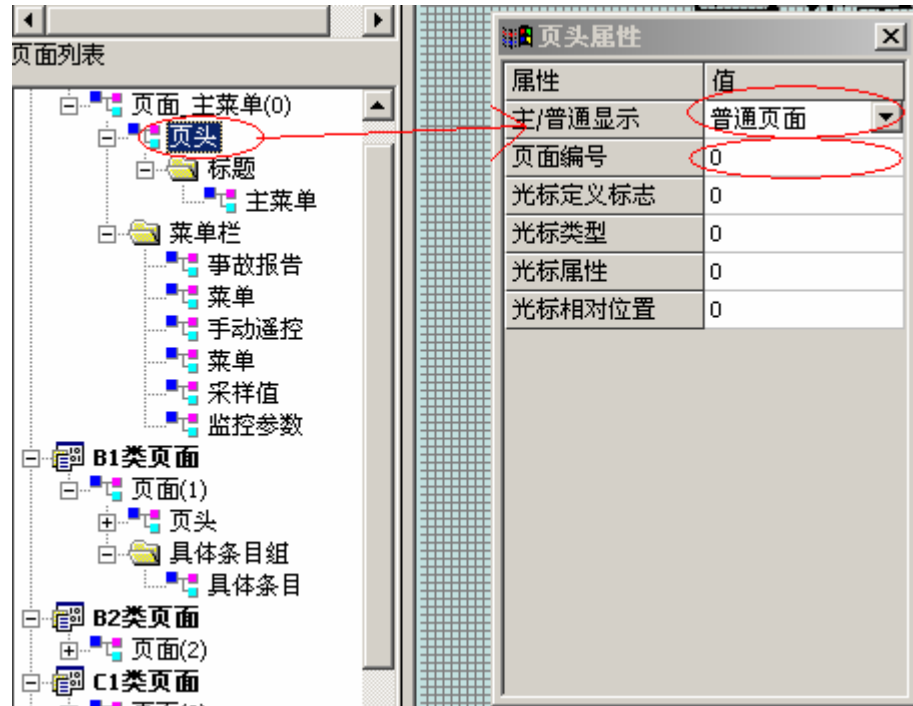 页面列表
页面_主菜单(0)
页头
标题
主菜单
菜单栏
事故报告
菜单
手动遥控
菜单
采样值
监控参数
B1类页面
页面(1)
页头
具体条目组
具体条目
B2类页面
页面(2)
C1类页面
页头属性
属性 值
主/普通显示 普通页面
页面编号 0
光标定义标志 0
光标类型 0
光标属性 0
光标相对位置 0